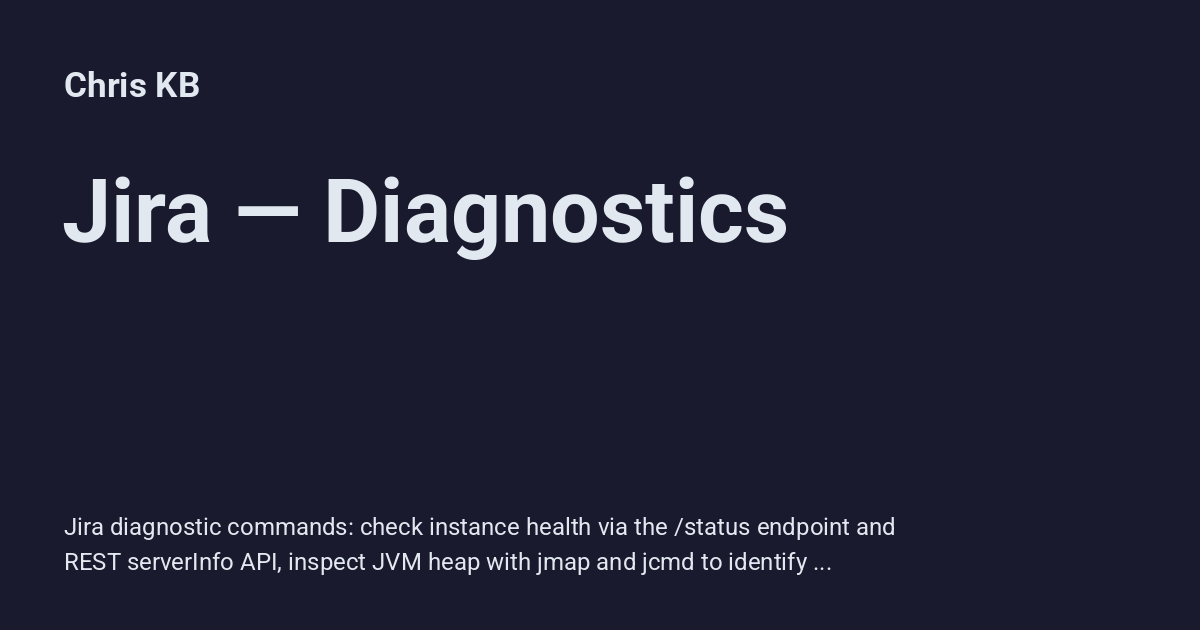 Chris KB
Jira — Diagnostics
Jira diagnostic commands: check instance health via the /status endpoint and
REST serverInfo API, inspect JVM heap with jmap and jcmd to identify ...